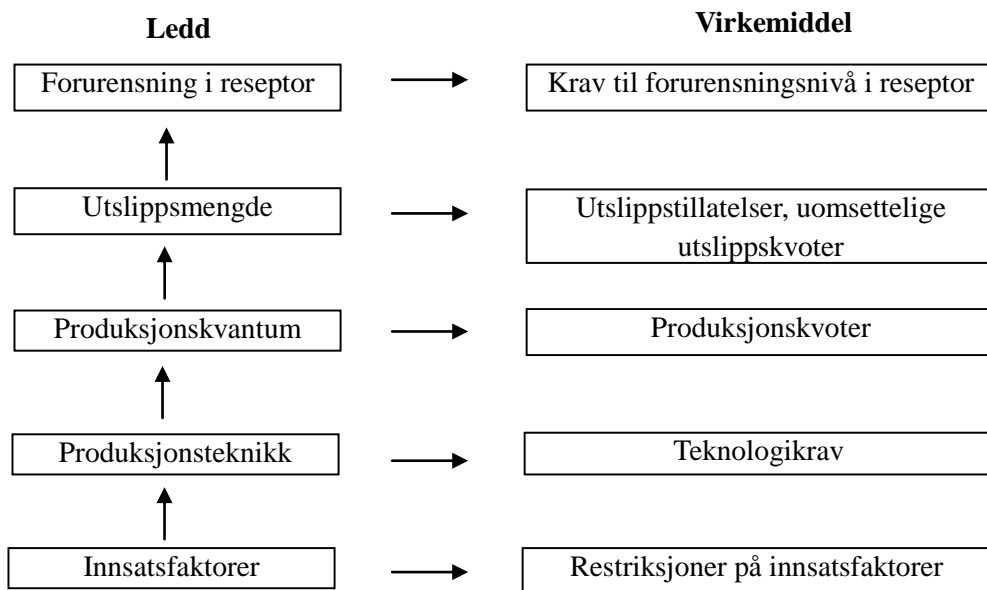 Ledd
Virkemiddel
Forurensning i reseptor
Krav til forurensningsnivå i reseptor
Utslippsmengde
Utslippstillatelser, uomsettelige
utslippskvoter
Produksjonskvantum
Produksjonskvoter
Produksjonsteknikk
Teknologikrav
Innsatsfaktorer
Restriksjoner på innsatsfaktorer